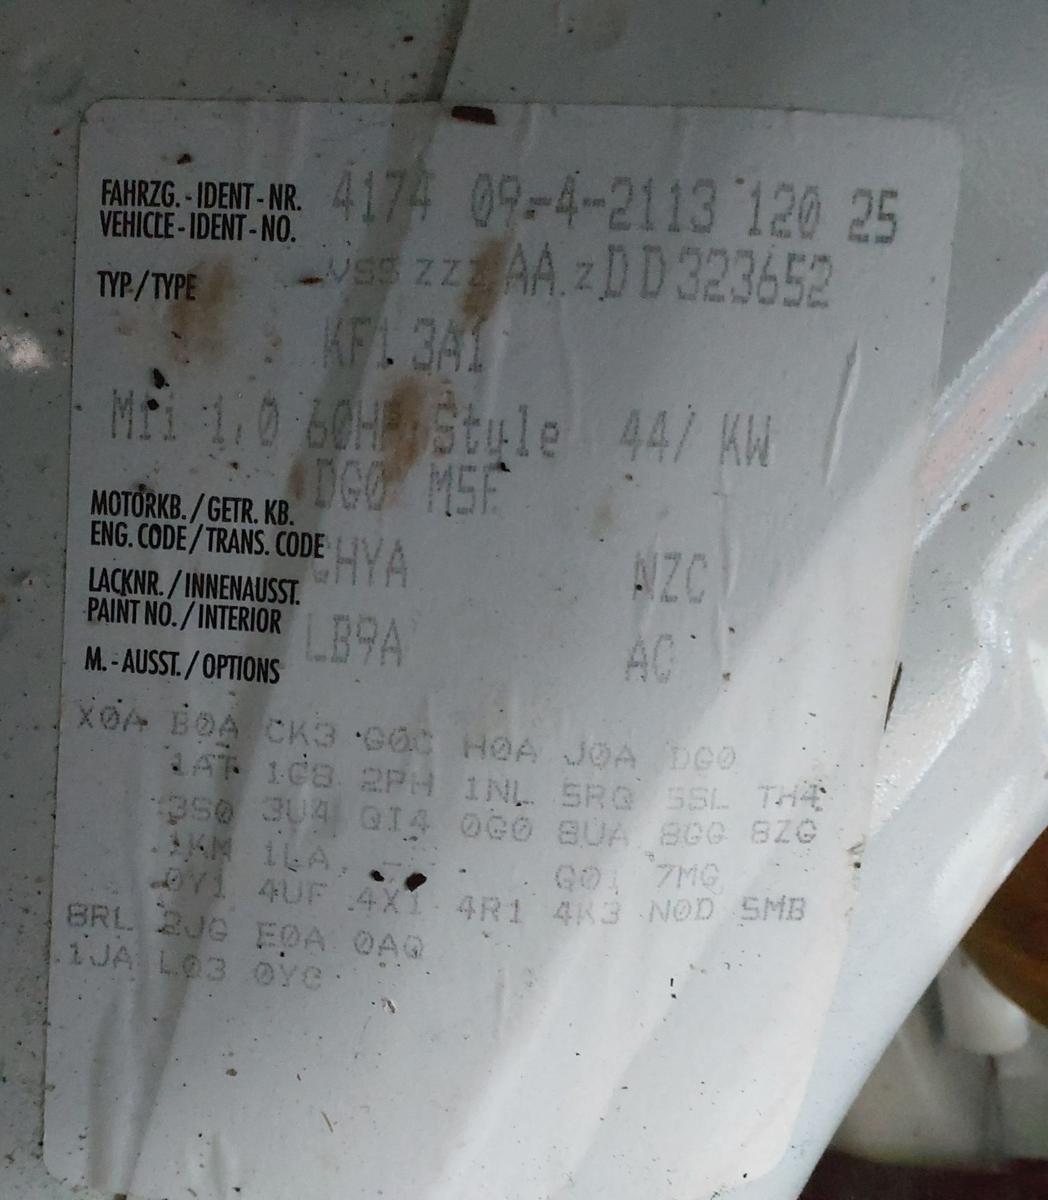 FAHRZG.-IDENT-NR. 4174 09-4-2113 120 25
VEHICLE-IDENT-NO.
TYP/TYPE VSS ZZZ AA Z DD 323652
KF13A1
Mii 1,0 60HP Style 44/ KW
DG0 M5F
MOTORKB./GETR. KB.
ENG. CODE/TRANS. CODE CHYA NZC
LACKNR./INNENAUSST.
PAINT NO./INTERIOR LB9A AC
M.-AUSST./OPTIONS
X0A B0A CK3 G0C H0A J0A DG0
1AT 1G8 2PH 1NL 5RQ 5SL TH4
3S0 3U4 QI4 0G0 8UA 8GG 8ZG
1KM 1LA Q01 7MG
0Y1 4UF 4X1 4R1 4K3 N0D 5MB
8RL 2JG E0A 0AQ
1JA L03 0YG